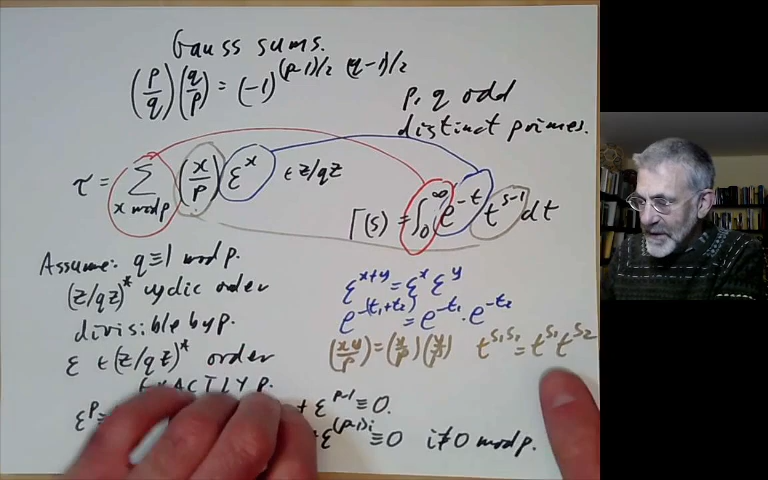 Gauss sums.
(p/q)(q/p) = (-1)^{(p-1)/2 (q-1)/2}
p, q odd
distinct primes.
τ = Σ_{x mod p} (x/p) ε^x ∈ Z/qZ
Γ(s) = ∫_0^∞ e^{-t} t^{s-1} dt
Assume: q ≡ 1 mod p.
(Z/qZ)^* cyclic order
divisible by p.
ε ∈ (Z/qZ)^* order
EXACTLY p.
ε^{x+y} = ε^x ε^y
e^{-(t_1+t_2)} = e^{-t_1} · e^{-t_2}
(xy/p) = (x/p)(y/p) t^{s_1 s_2} = t^{s_1} t^{s_2}
ε^p ≡ + ε^{p-1} ≡ 0.
+ ε^{(p-1)i} ≡ 0 i ≢ 0 mod p.